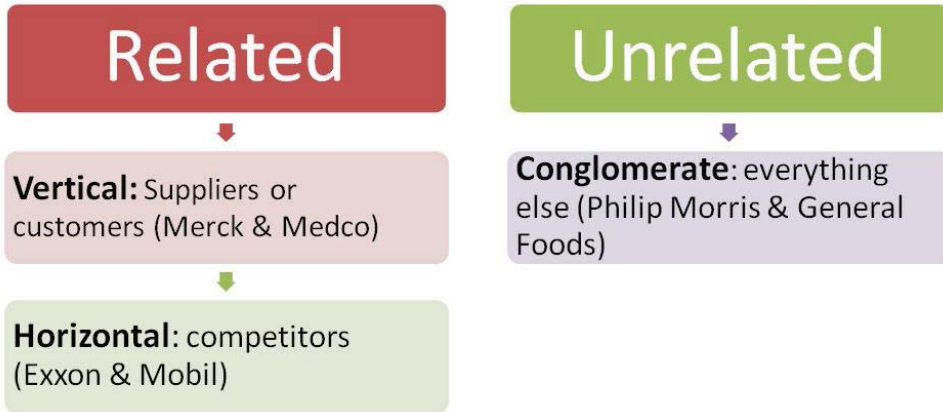 Related
Vertical: Suppliers or
customers (Merck & Medco)
Horizontal: competitors
(Exxon & Mobil)
Unrelated
Conglomerate: everything
else (Philip Morris & General
Foods)